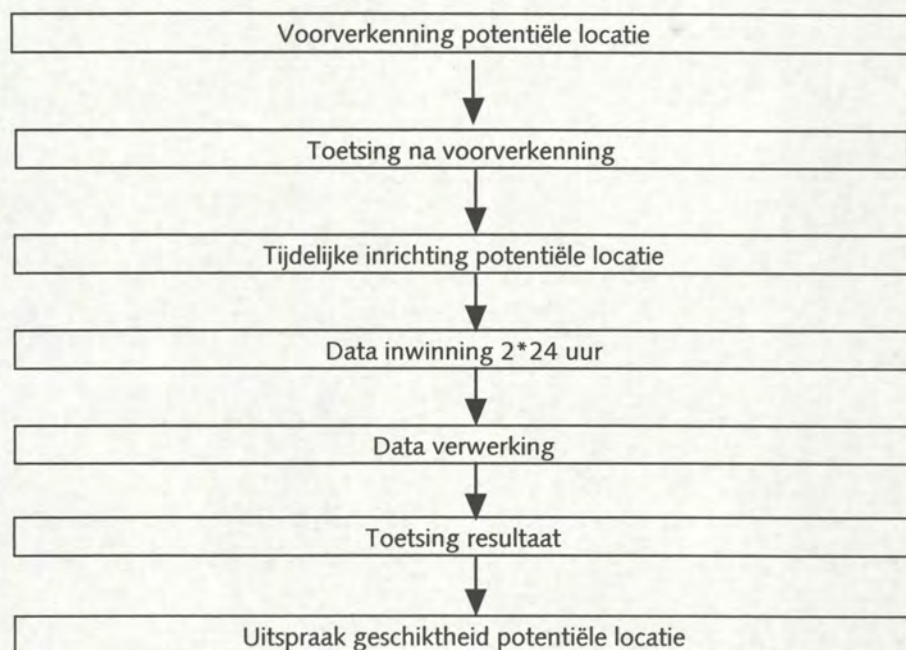 Voorverkenning potentiële locatie
Toetsing na voorverkenning
Tijdelijke inrichting potentiële locatie
Data inwinning 2*24 uur
Data verwerking
Toetsing resultaat
Uitspraak geschiktheid potentiële locatie